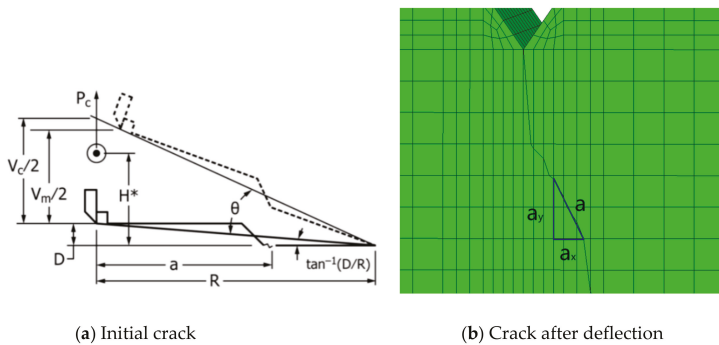 P_c
V_c/2
V_m/2
H*
θ
D
a
R
tan⁻¹(D/R)
a
a_y
a_x
(a) Initial crack
(b) Crack after deflection